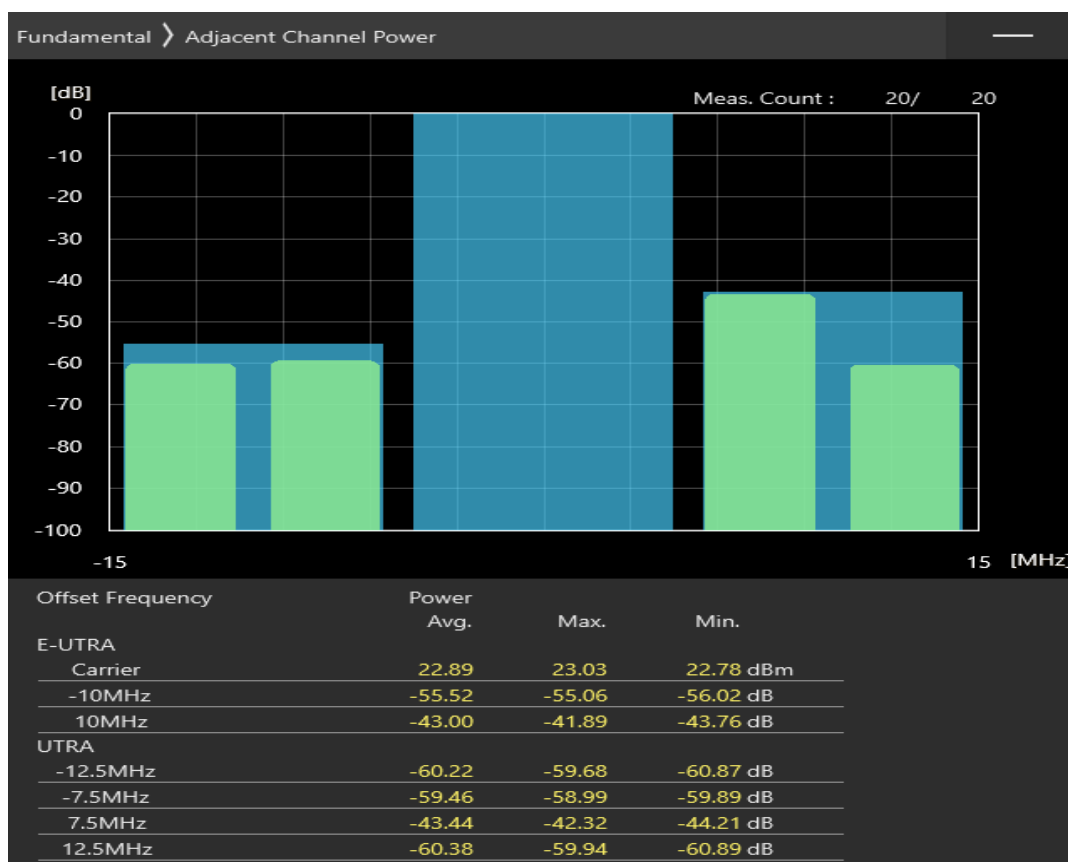 Fundamental 〉 Adjacent Channel Power
[dB]
Meas. Count : 20/ 20
0
-10
-20
-30
-40
-50
-60
-70
-80
-90
-100
-15 15 [MHz]
Offset Frequency Power
Avg. Max. Min.
E-UTRA
Carrier 22.89 23.03 22.78 dBm
-10MHz -55.52 -55.06 -56.02 dB
10MHz -43.00 -41.89 -43.76 dB
UTRA
-12.5MHz -60.22 -59.68 -60.87 dB
-7.5MHz -59.46 -58.99 -59.89 dB
7.5MHz -43.44 -42.32 -44.21 dB
12.5MHz -60.38 -59.94 -60.89 dB